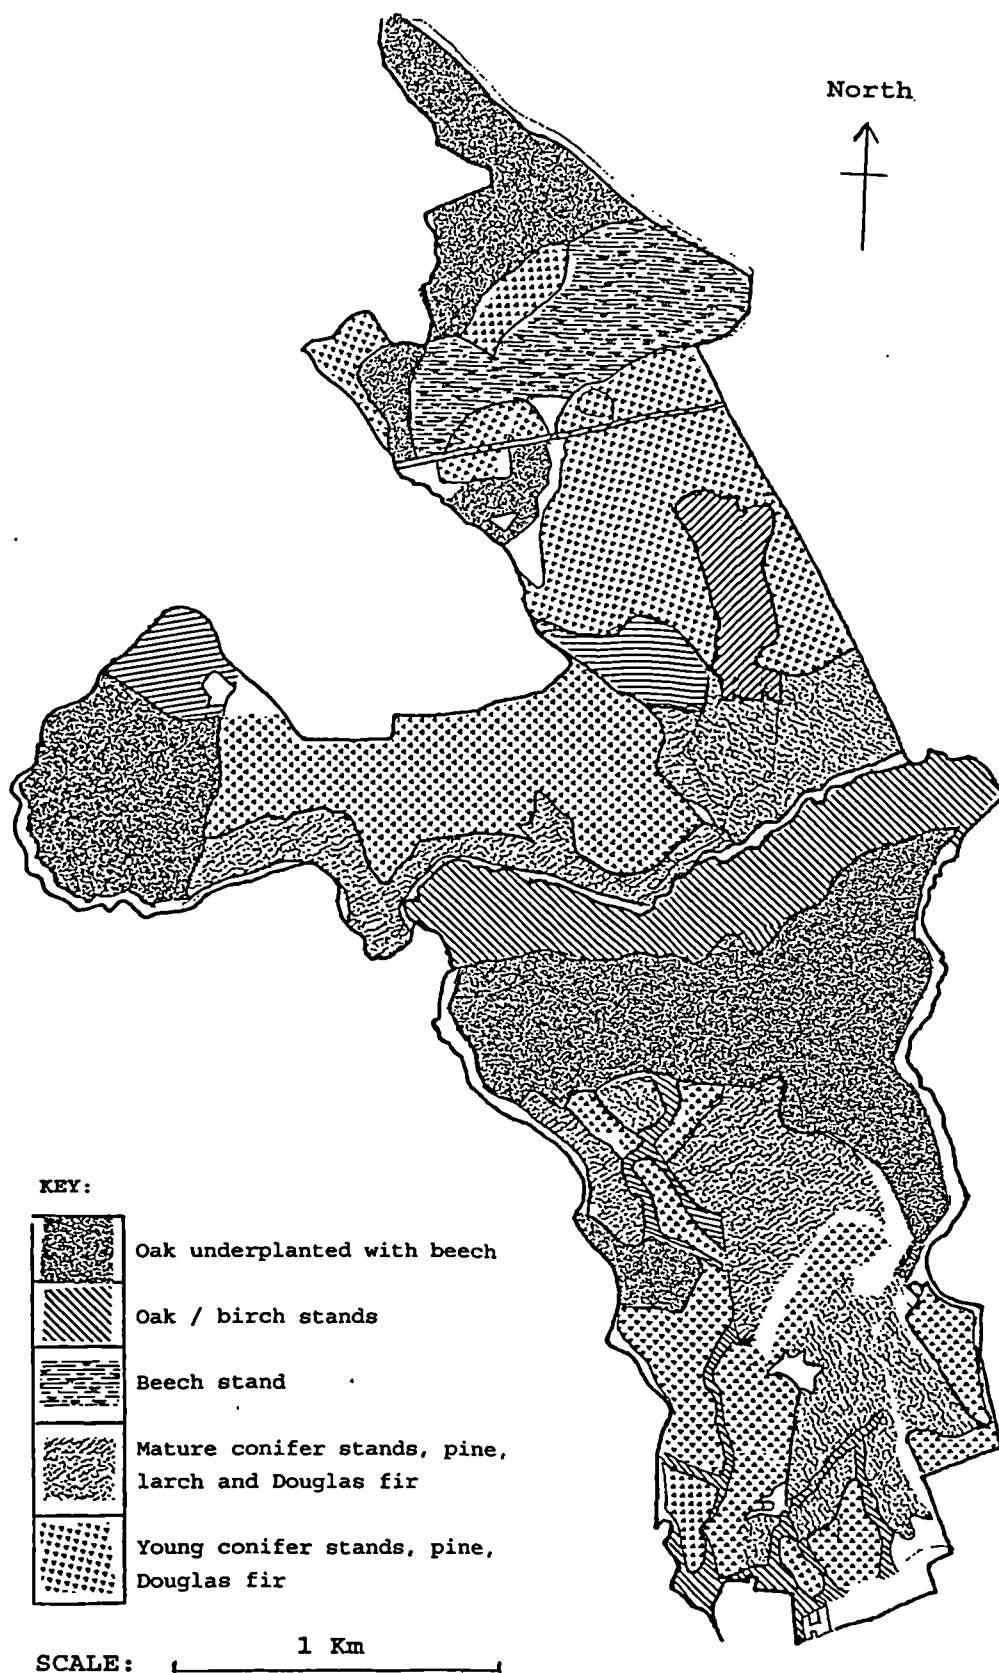 North
KEY:
Oak underplanted with beech
Oak / birch stands
Beech stand
Mature conifer stands, pine,
larch and Douglas fir
Young conifer stands, pine,
Douglas fir
1 Km
SCALE: